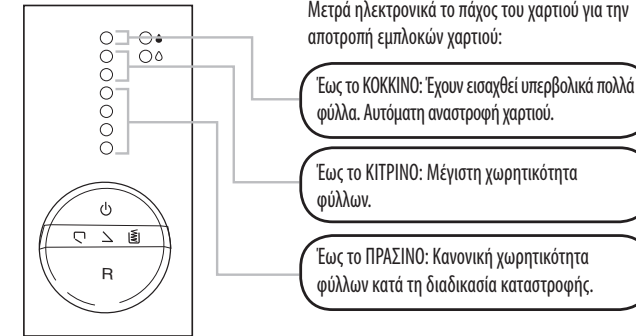 Μετρά ηλεκτρονικά το πάχος του χαρτιού για την
αποτροπή εμπλοκών χαρτιού:
Έως το ΚΟΚΚΙΝΟ: Έχουν εισαχθεί υπερβολικά πολλά
φύλλα. Αυτόματη αναστροφή χαρτιού.
Έως το ΚΙΤΡΙΝΟ: Μέγιστη χωρητικότητα
φύλλων.
Έως το ΠΡΑΣΙΝΟ: Κανονική χωρητικότητα
φύλλων κατά τη διαδικασία καταστροφής.
R